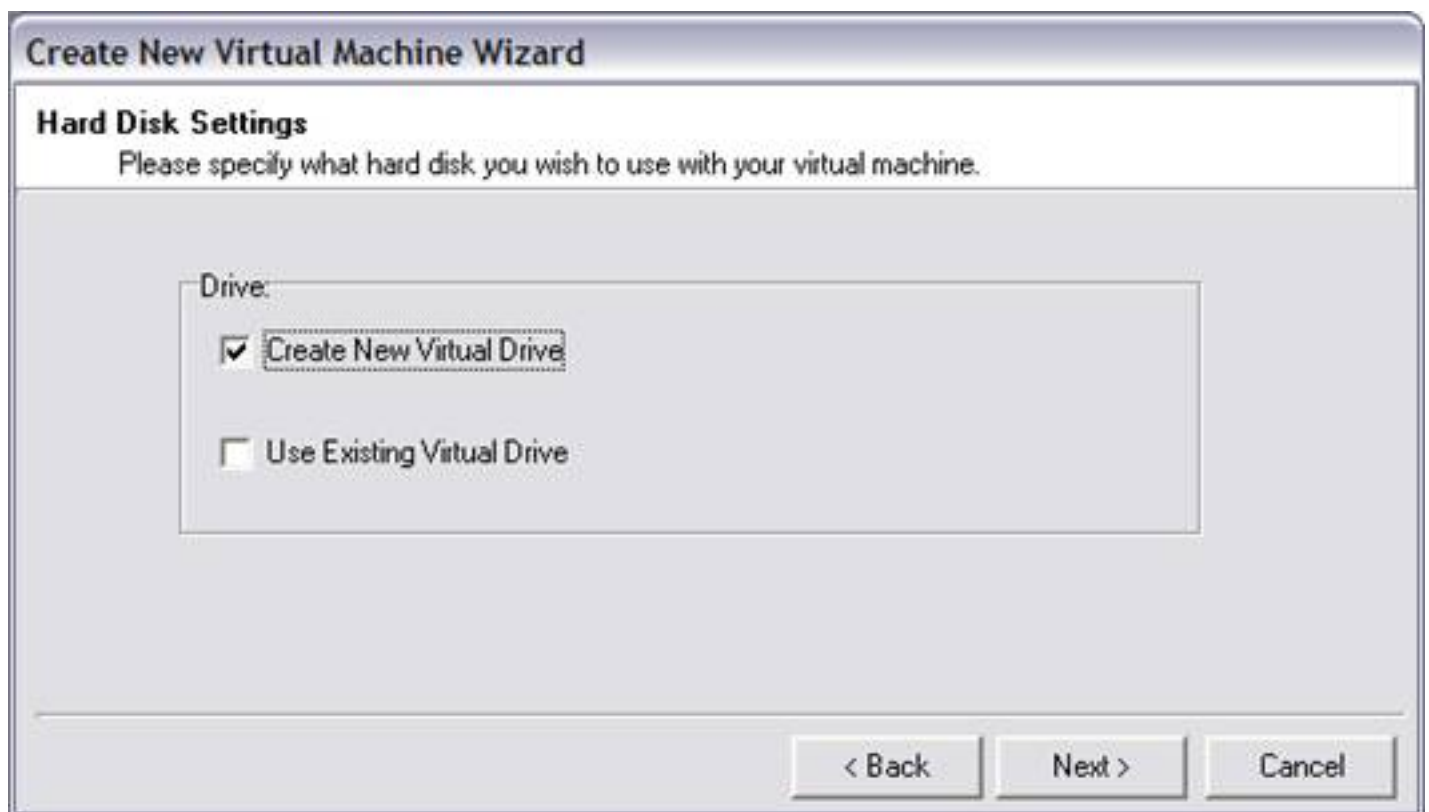 Create New Virtual Machine Wizard
Hard Disk Settings
Please specify what hard disk you wish to use with your virtual machine.
Drive:
Create New Virtual Drive
Use Existing Virtual Drive
< Back Next > Cancel